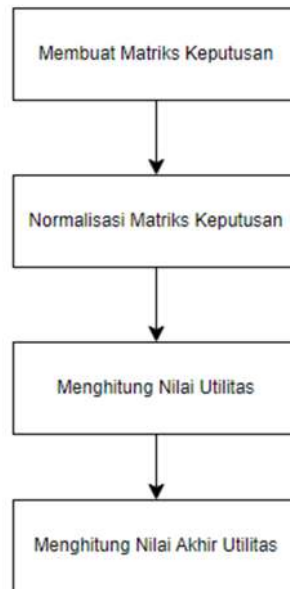 Membuat Matriks Keputusan
Normalisasi Matriks Keputusan
Menghitung Nilai Utilitas
Menghitung Nilai Akhir Utilitas